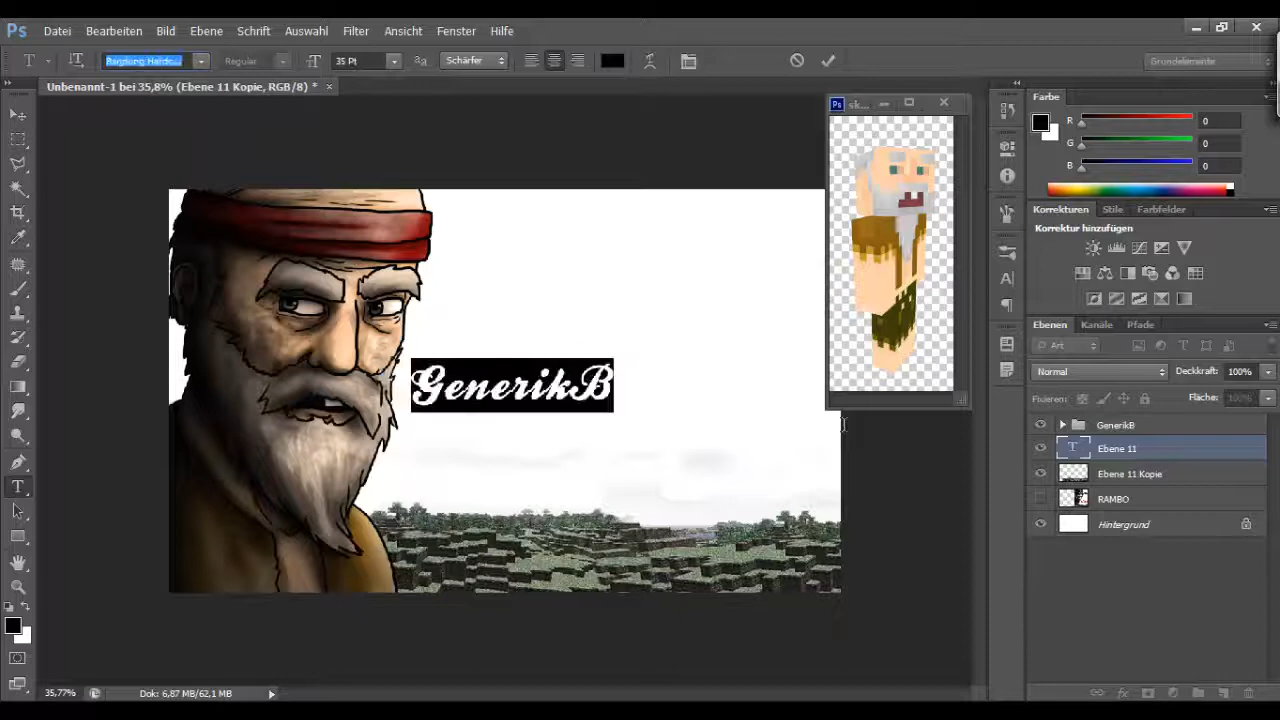 Ps Datei Bearbeiten Bild Ebene Schrift Auswahl Filter Ansicht Fenster Hilfe
Regular 35 Pt Schärfer Grundelemente
Unbenannt-1 bei 35,8% (Ebene 11 Kopie, RGB/8) * ×
Ps sk...
Farbe
R 0
G 0
B 0
Korrekturen Stile Farbfelder
Korrektur hinzufügen
Ebenen Kanäle Pfade
Art
Normal Deckkraft: 100%
Fixieren: Fläche: 100%
GenerikB
Ebene 11
Ebene 11 Kopie
RAMBO
Hintergrund
GenerikB
35,77% Dok: 6,87 MB/62,1 MB